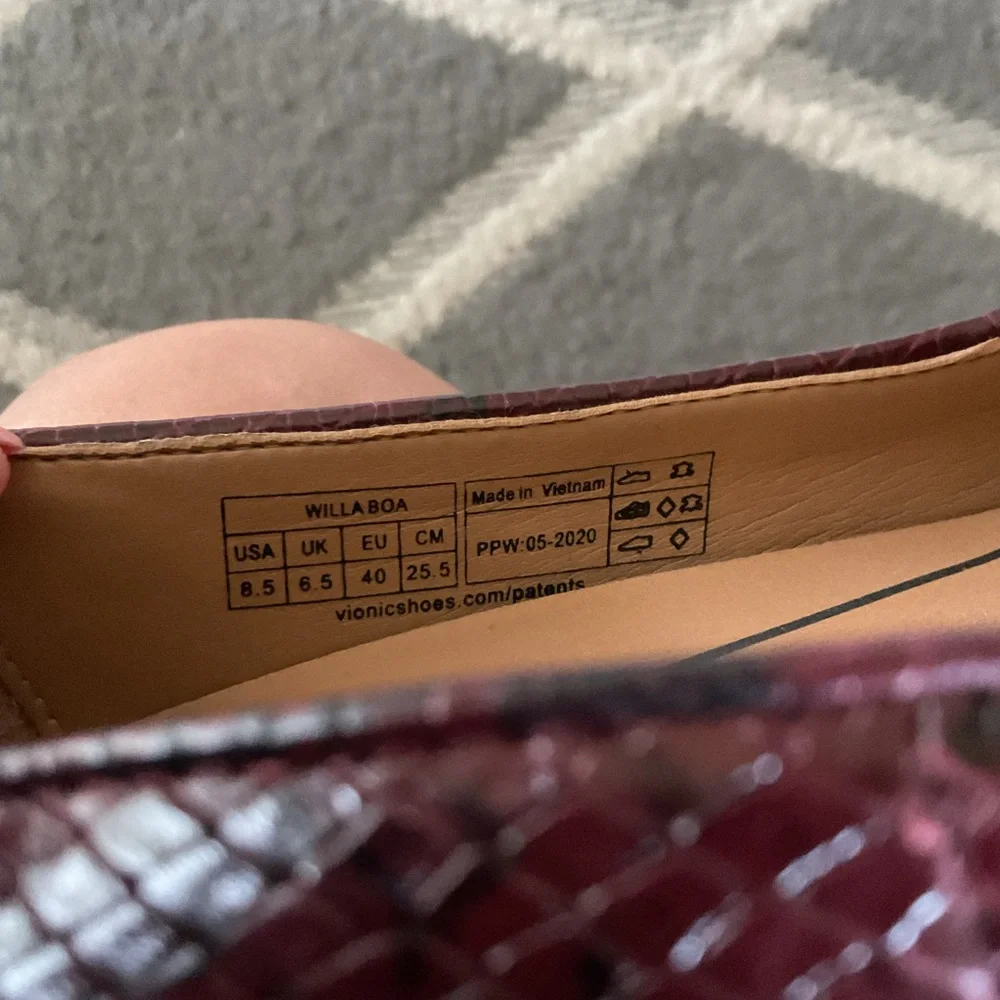 WILLA BOA
USA UK EU CM
8.5 6.5 40 25.5
Made in Vietnam
PPW:05-2020
vionicshoes.com/patents